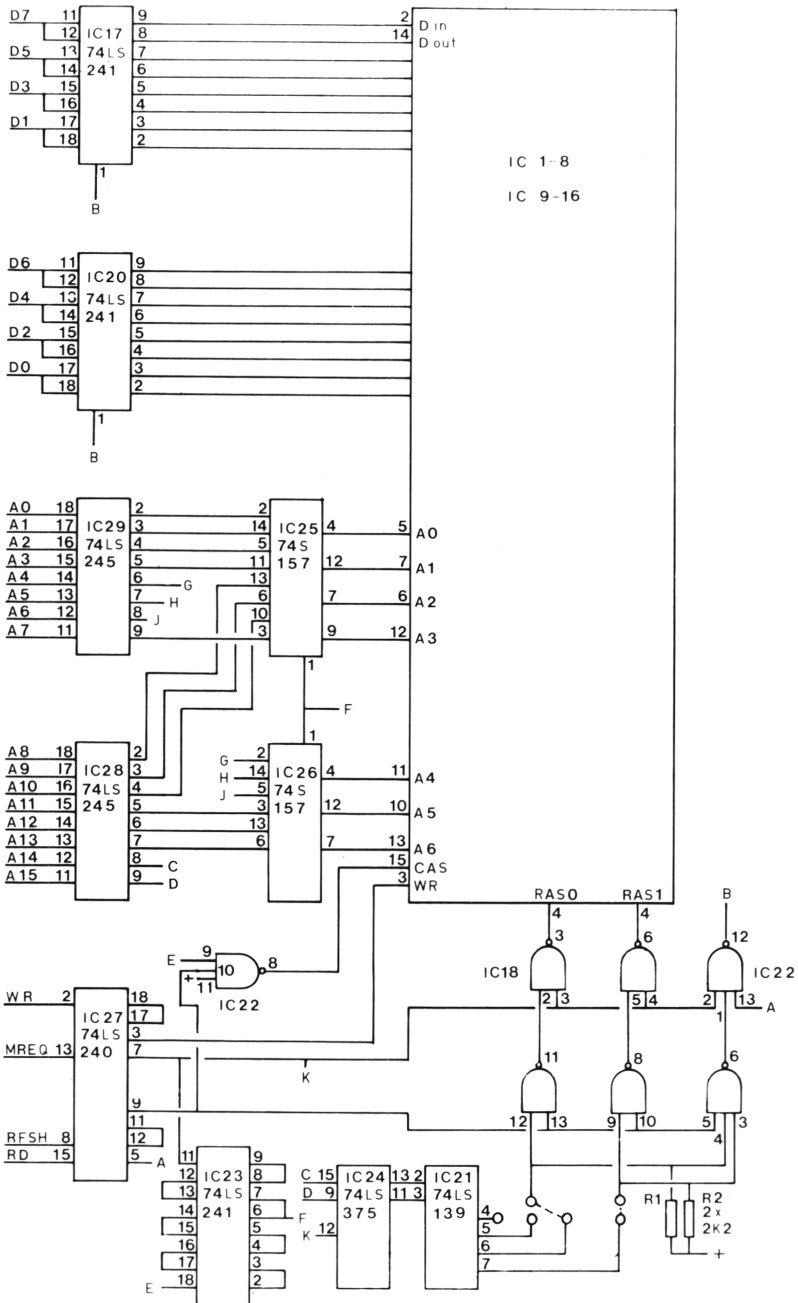 D7 11 IC17 9 2 D in
12 8 14 D out
D5 13 74LS 7
14 241 6
D3 15 5
16 4
D1 17 3
18 2
1
B
IC 1-8
IC 9-16
D6 11 IC20 9
12 8
D4 13 74LS 7
14 241 6
D2 15 5
16 4
D0 17 3
18 2
1
B
A0 18 IC29 2 2 IC25
A1 17 3 14 4 5 A0
A2 16 74LS 4 5 74S
A3 15 245 5 11 157 12 7 A1
A4 14 6 G 13
A5 13 7 H 6 7 6 A2
A6 12 8 J 10
A7 11 9 3 9 12 A3
1
F
1
A8 18 IC28 2 G 2 IC26
A9 17 3 H 14 4 11 A4
A10 16 74LS 4 J 5 74S
A11 15 245 5 3 157 12 10 A5
A12 14 6 13
A13 13 7 6 7 13 A6
A14 12 8 C 15 CAS
A15 11 9 D 3 WR
RAS0 RAS1 B
4 4
3 6 12
E 9
10 8
+ 11
IC22
IC18 IC22
2 3 5 4 2 1 13 A
WR 2 IC27 18
17
74LS 3
MREQ 13 240 7
K
9
11
RFSH 8 12
RD 15 5 A
11 8 6
12 13 9 10 5 4 3
11 IC23 9
12 8
13 74LS 7
14 241 6 F
15 5
16 4
17 3
E 18 2
C 15 IC24 13 2 IC21
D 9 74LS 11 3 74LS
375 139 4
K 12 5
6
7
R1 R2
2x
2K2
+